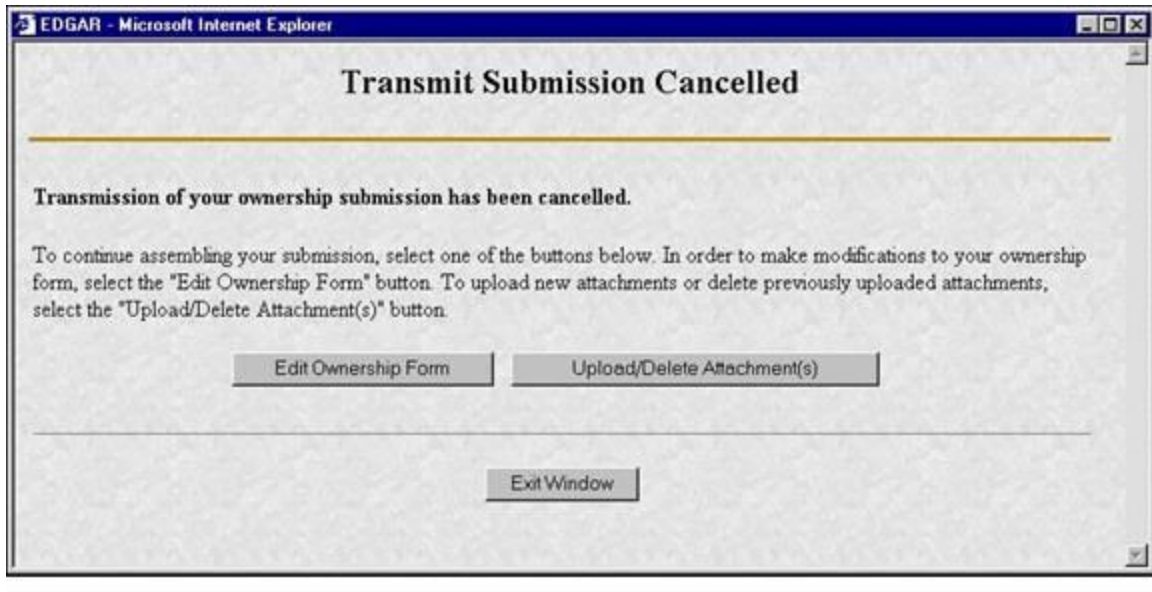 EDGAR - Microsoft Internet Explorer
Transmit Submission Cancelled
Transmission of your ownership submission has been cancelled.
To continue assembling your submission, select one of the buttons below. In order to make modifications to your ownership
form, select the "Edit Ownership Form" button. To upload new attachments or delete previously uploaded attachments,
select the "Upload/Delete Attachment(s)" button.
Edit Ownership Form Upload/Delete Attachment(s)
Exit Window